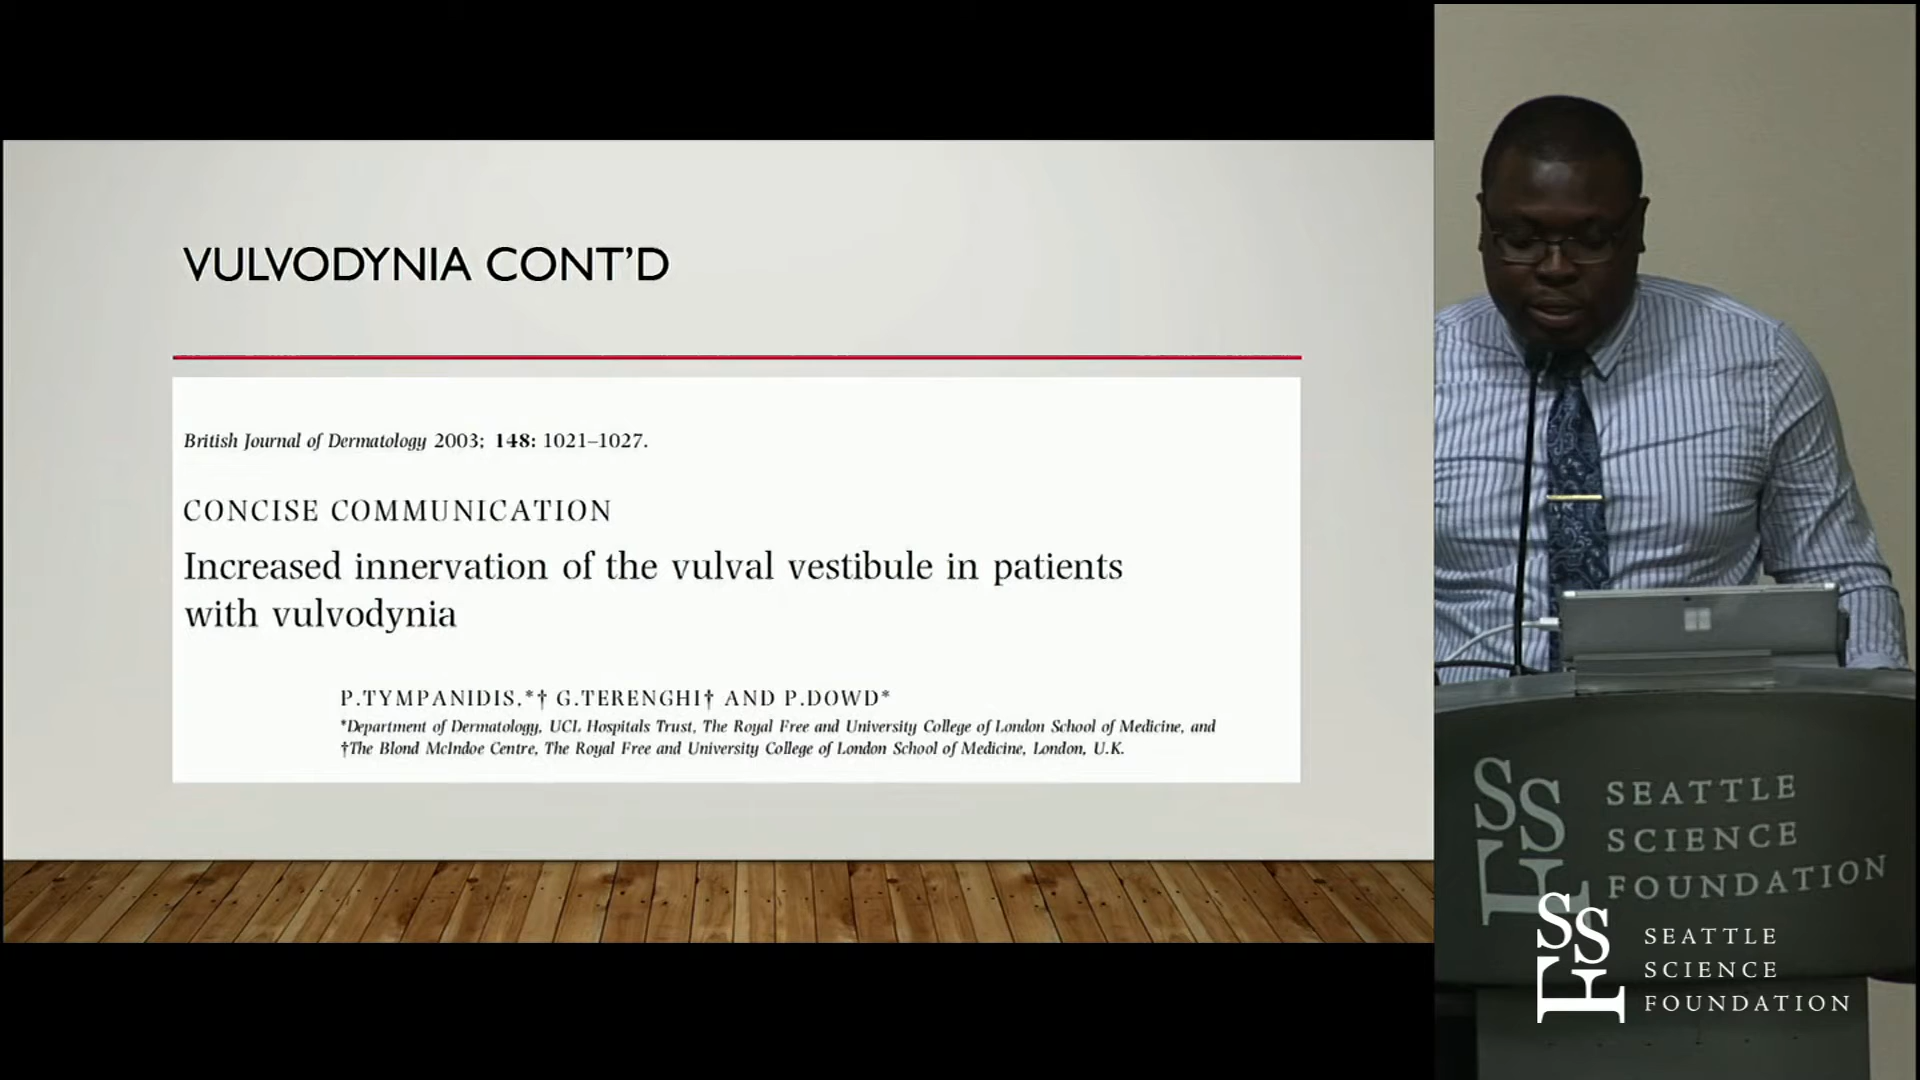 VULVODYNIA CONT'D
British Journal of Dermatology 2003; 148: 1021–1027.
CONCISE COMMUNICATION
Increased innervation of the vulval vestibule in patients
with vulvodynia
P.TYMPANIDIS,*† G.TERENGHI† AND P.DOWD*
*Department of Dermatology, UCL Hospitals Trust, The Royal Free and University College of London School of Medicine, and
†The Blond McIndoe Centre, The Royal Free and University College of London School of Medicine, London, U.K.
SSF
SEATTLE
SCIENCE
FOUNDATION
SSF
SEATTLE
SCIENCE
FOUNDATION